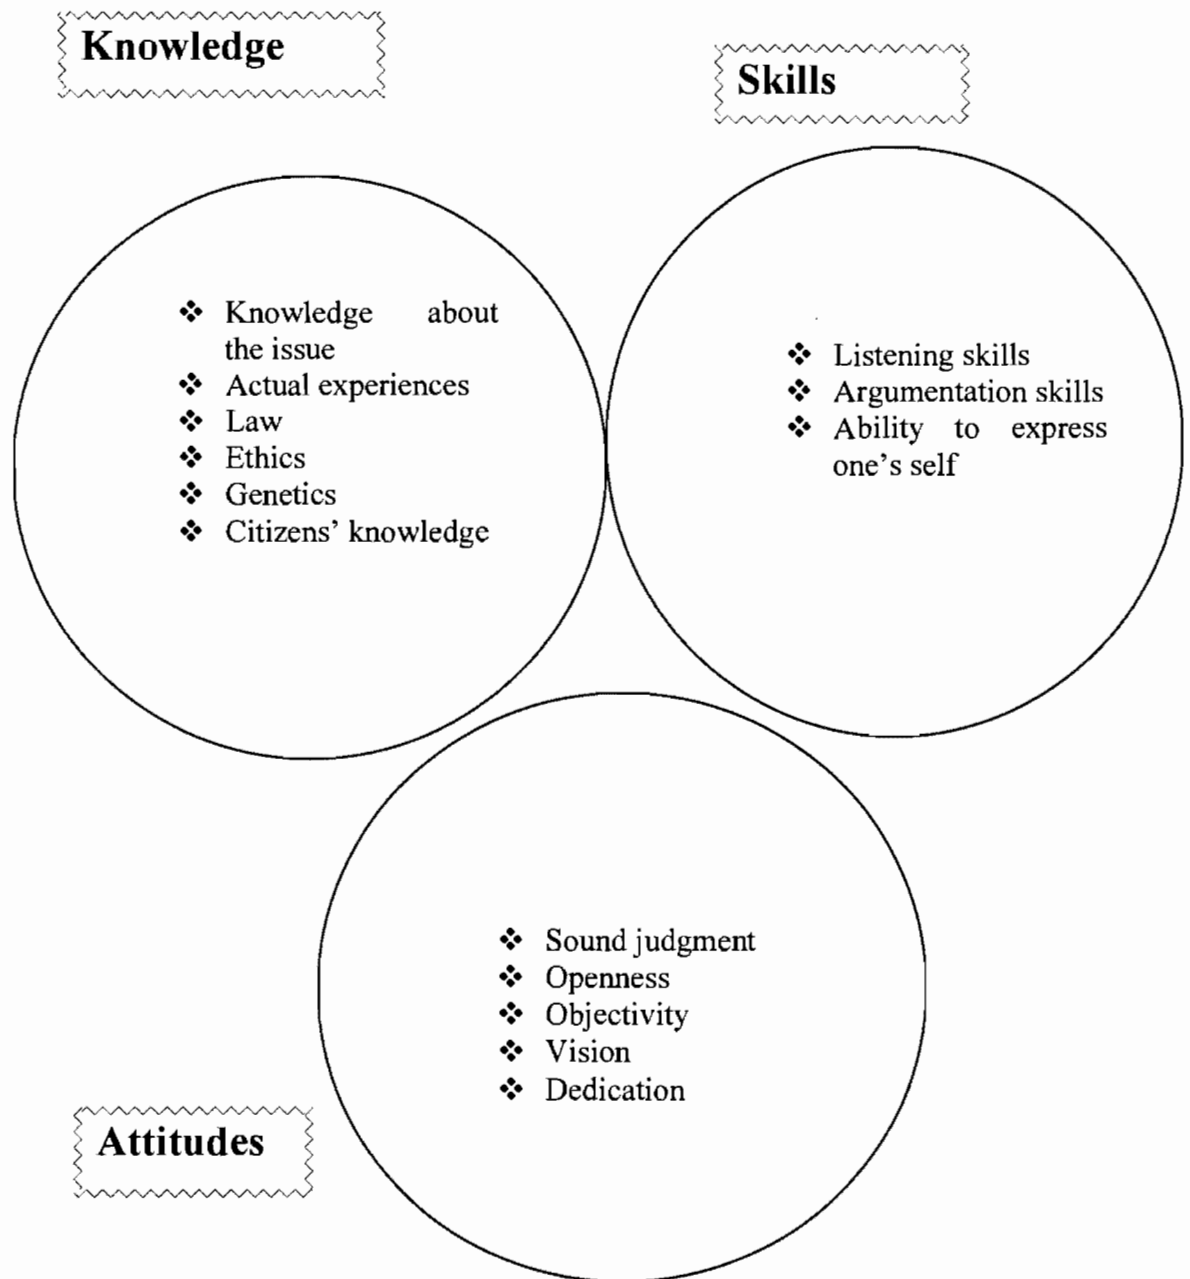 Knowledge
Skills
❖ Knowledge about
the issue
❖ Actual experiences
❖ Law
❖ Ethics
❖ Genetics
❖ Citizens’ knowledge
❖ Listening skills
❖ Argumentation skills
❖ Ability to express
one’s self
❖ Sound judgment
❖ Openness
❖ Objectivity
❖ Vision
❖ Dedication
Attitudes